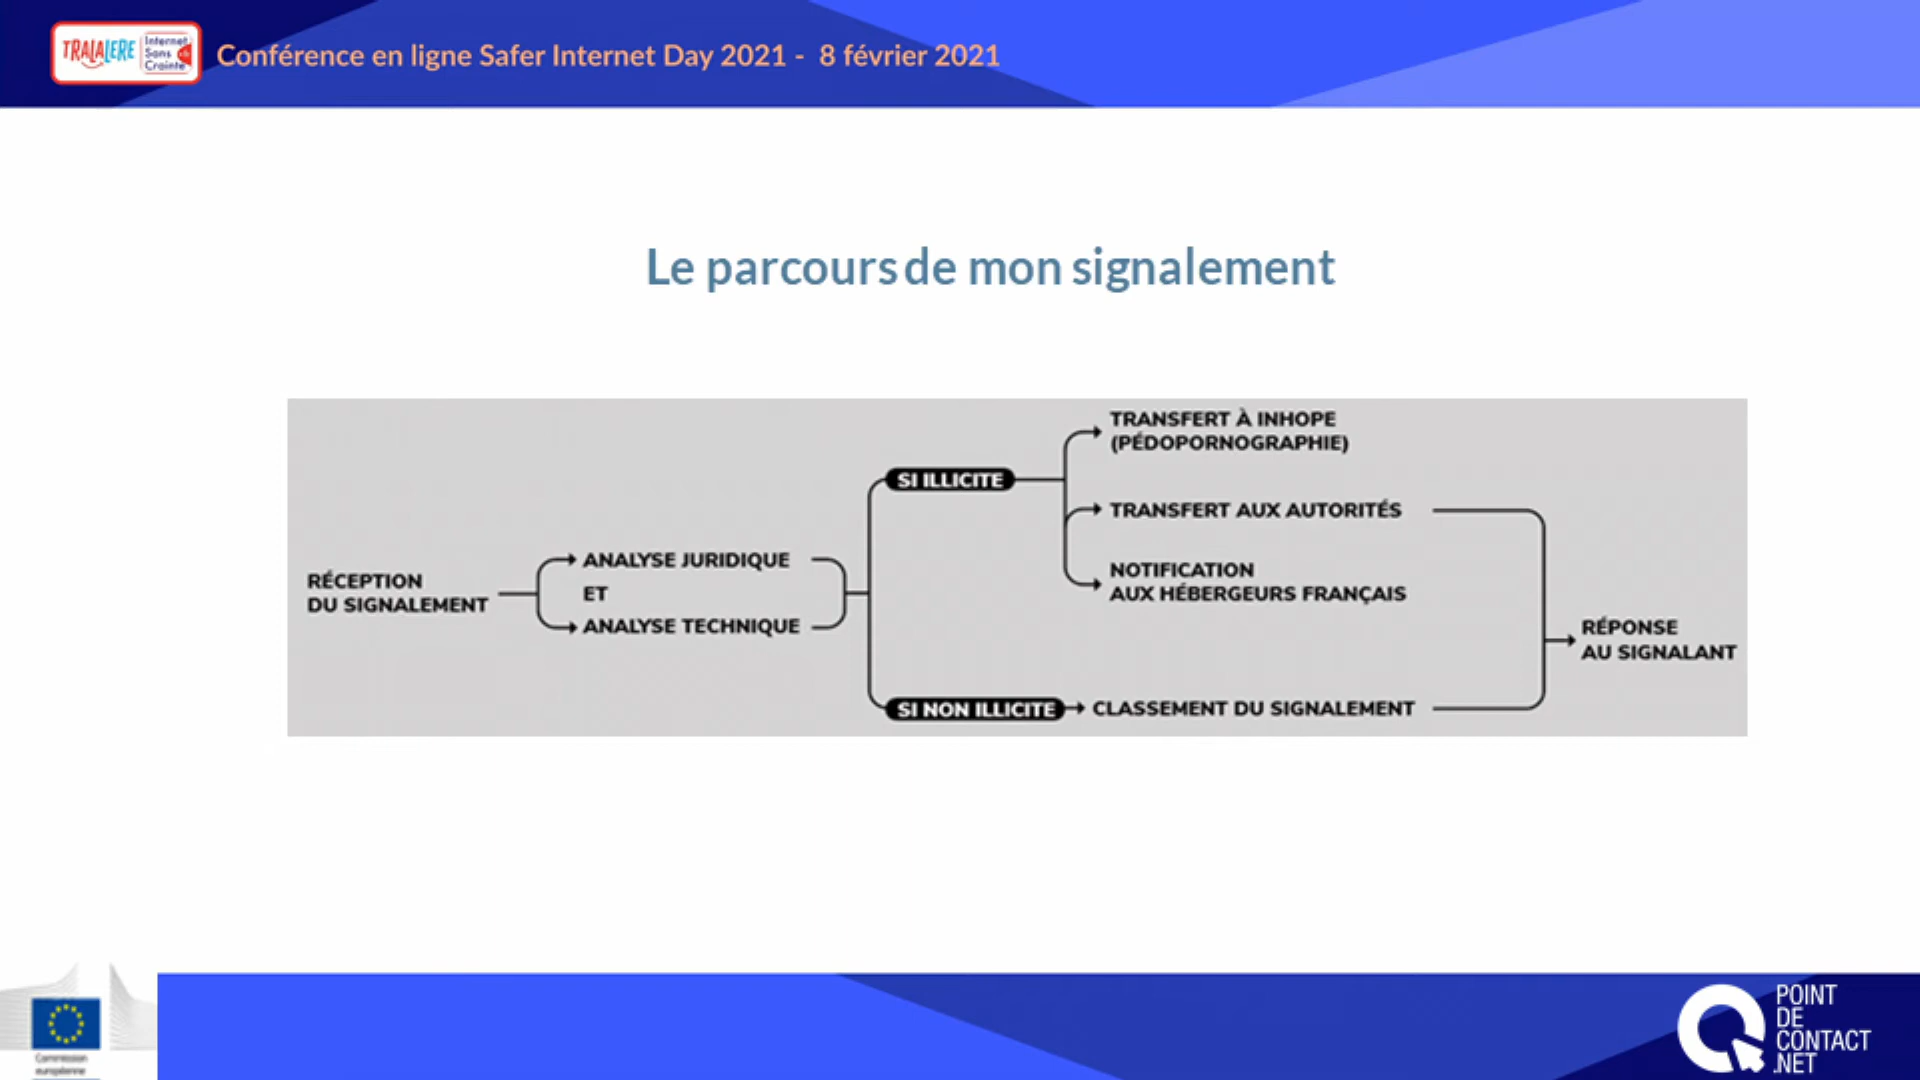 TRALALERE
Internet
Sans
Crainte
Conférence en ligne Safer Internet Day 2021 - 8 février 2021
Le parcours de mon signalement
RÉCEPTION
DU SIGNALEMENT
ANALYSE JURIDIQUE
ET
ANALYSE TECHNIQUE
SI ILLICITE
TRANSFERT À INHOPE
(PÉDOPORNOGRAPHIE)
TRANSFERT AUX AUTORITÉS
NOTIFICATION
AUX HÉBERGEURS FRANÇAIS
SI NON ILLICITE
CLASSEMENT DU SIGNALEMENT
RÉPONSE
AU SIGNALANT
Commission
européenne
POINT
DE
CONTACT
.NET